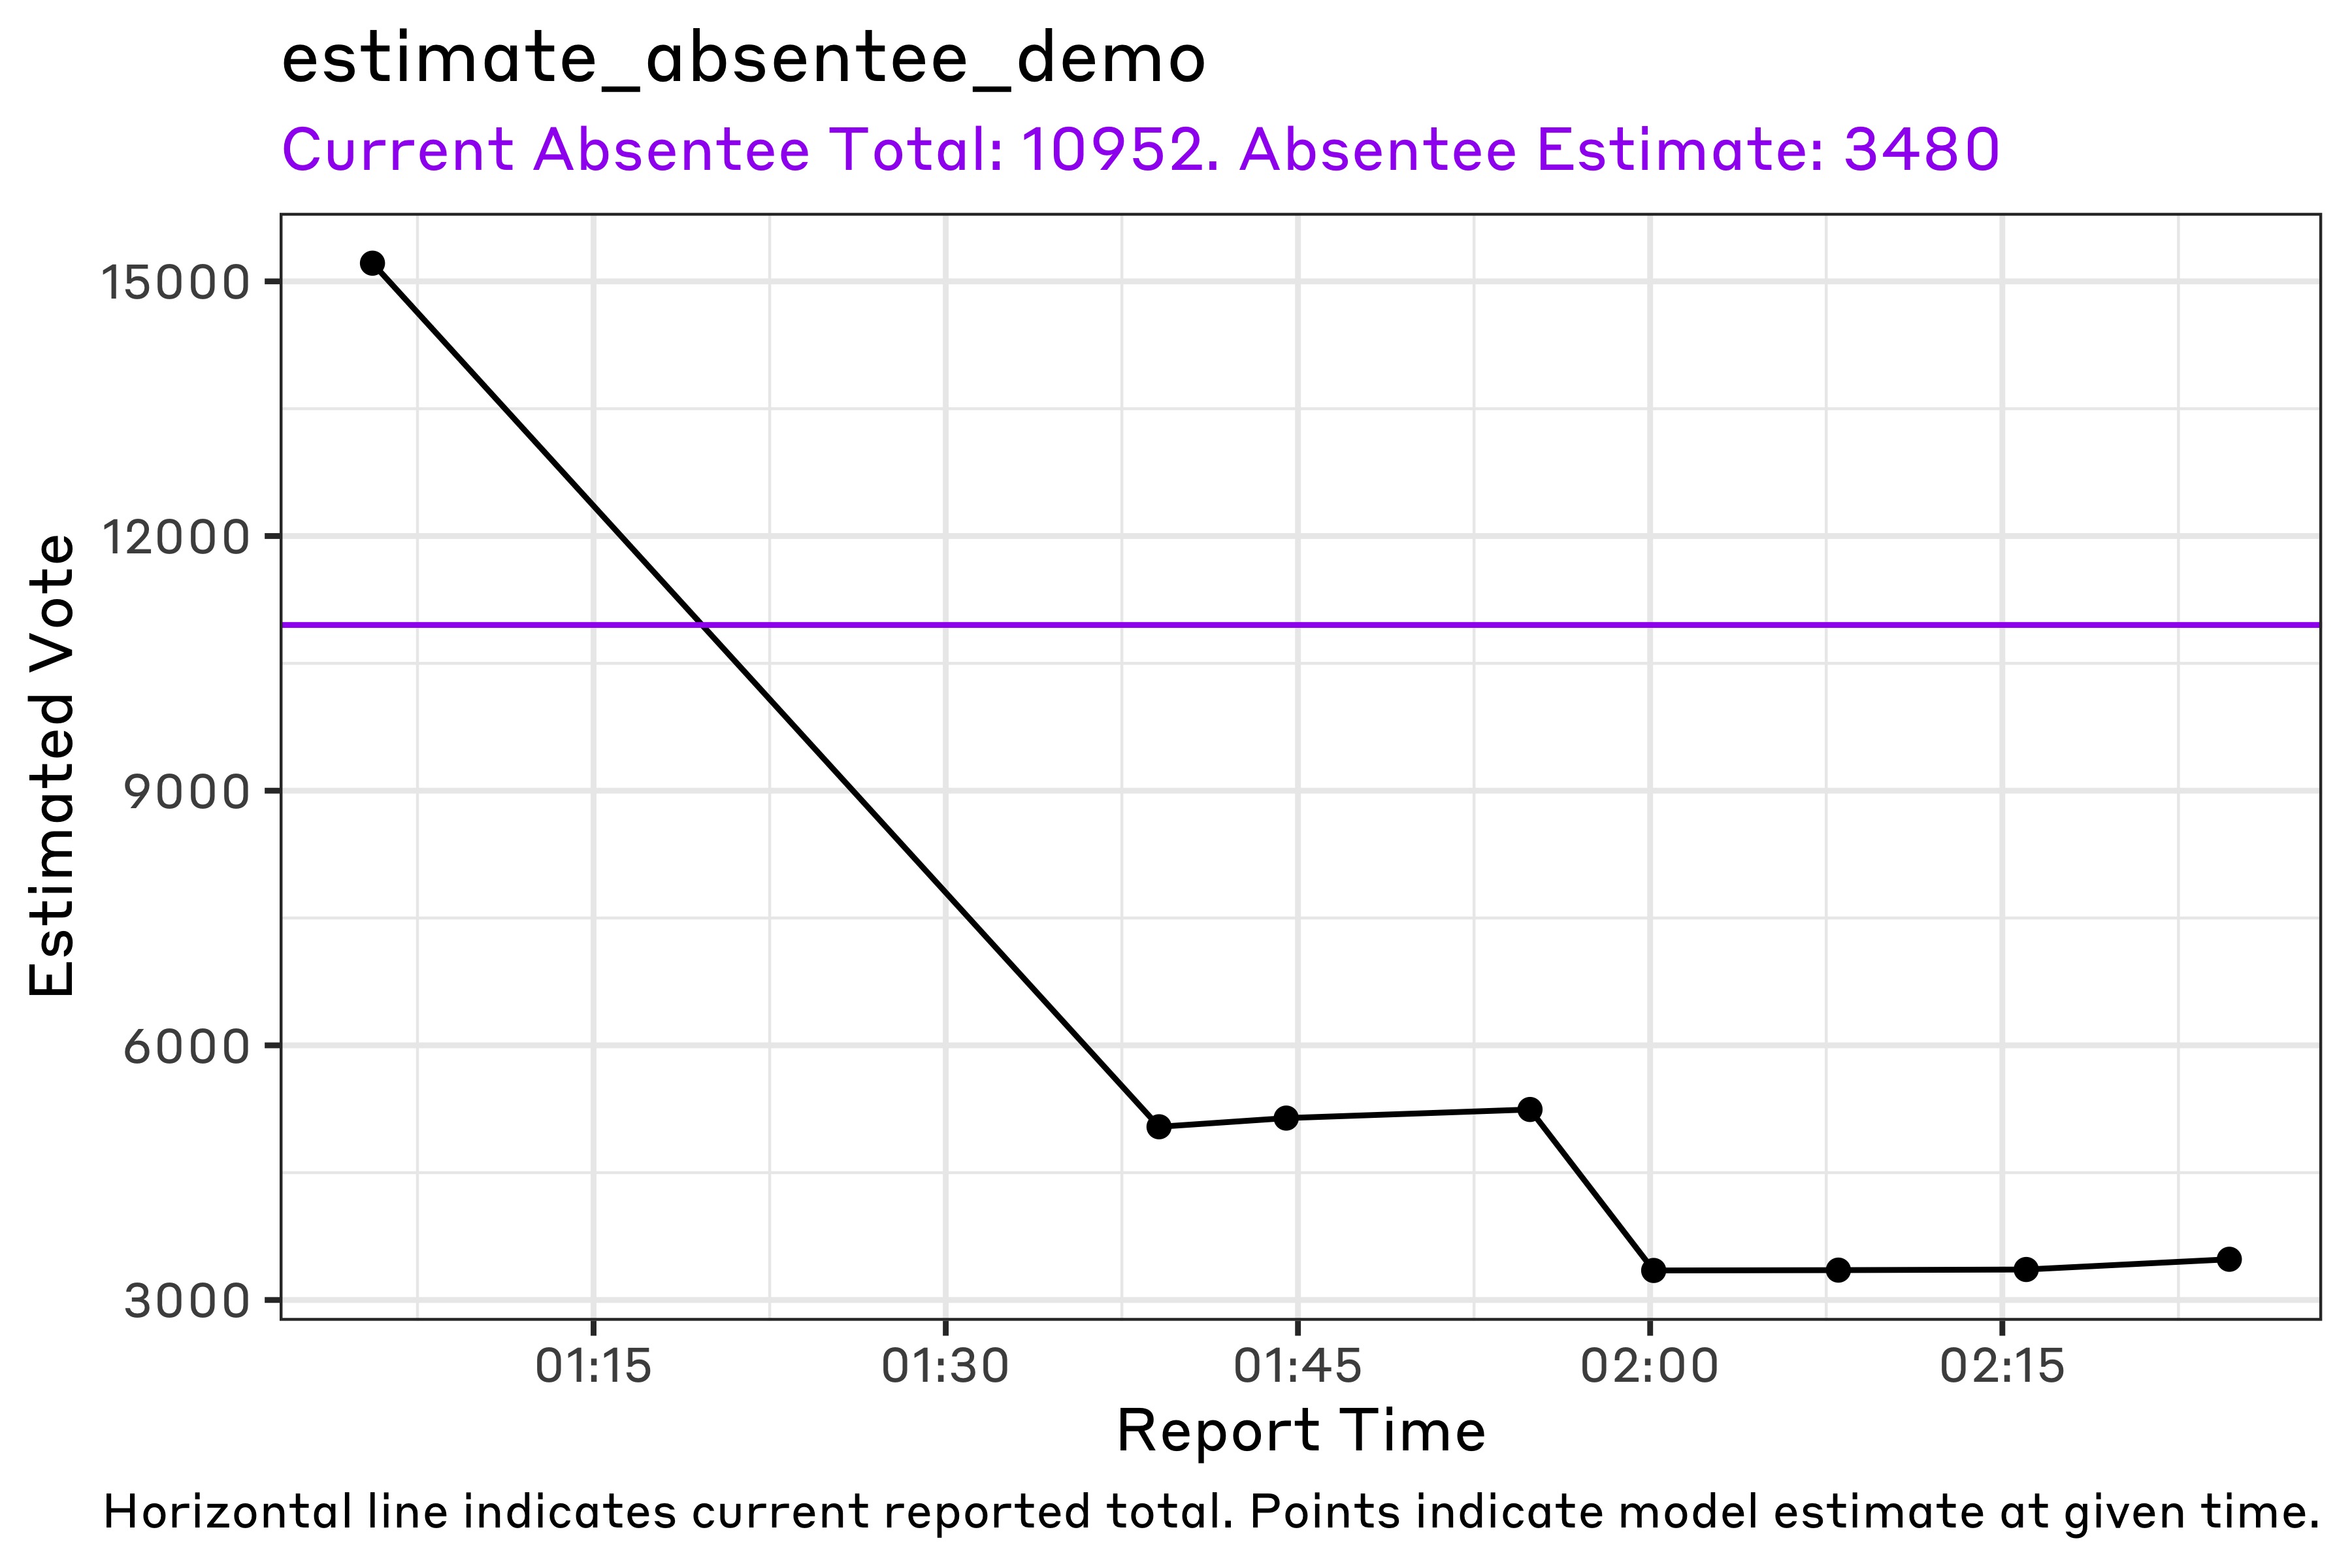 estimate_absentee_demo
Current Absentee Total: 10952. Absentee Estimate: 3480
Estimated Vote
15000
12000
9000
6000
3000
01:15 01:30 01:45 02:00 02:15
Report Time
Horizontal line indicates current reported total. Points indicate model estimate at given time.